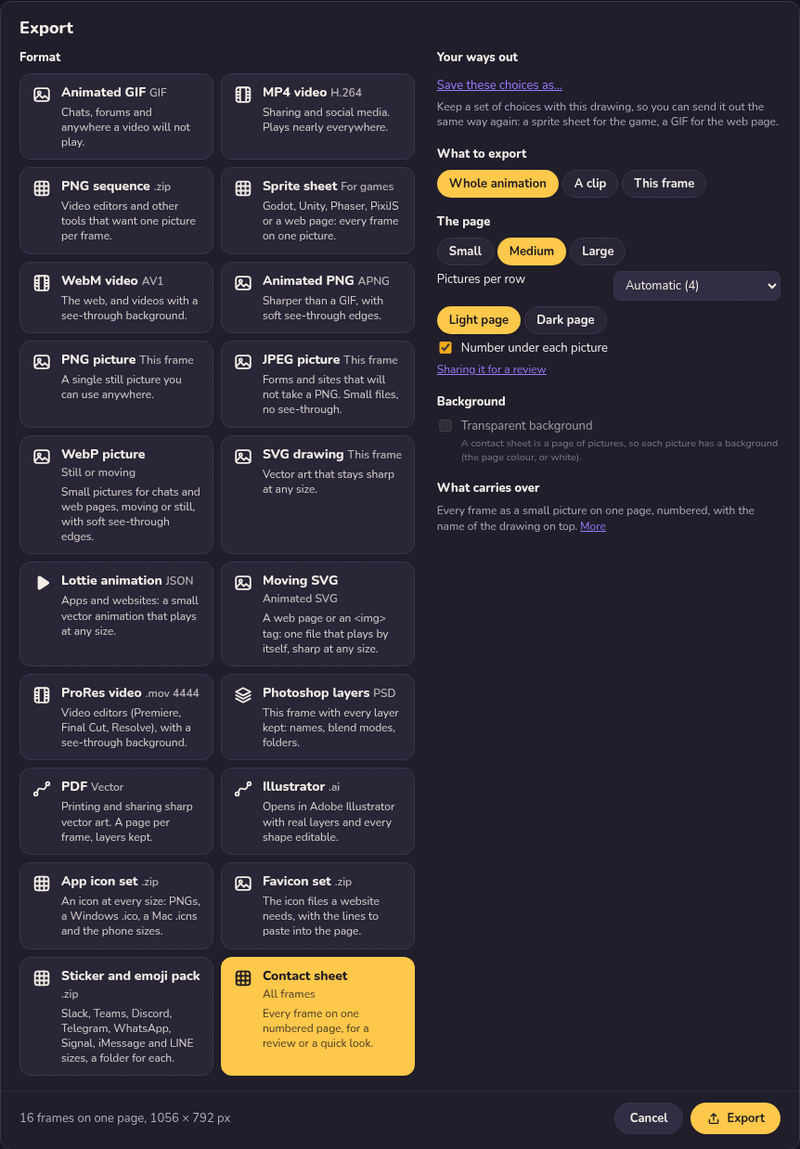 Export
Format
Animated GIF GIF
Chats, forums and
anywhere a video will not
play.
MP4 video H.264
Sharing and social media.
Plays nearly everywhere.
PNG sequence .zip
Video editors and other
tools that want one picture
per frame.
Sprite sheet For games
Godot, Unity, Phaser, PixiJS
or a web page: every frame
on one picture.
WebM video AV1
The web, and videos with a
see-through background.
Animated PNG APNG
Sharper than a GIF, with
soft see-through edges.
PNG picture This frame
A single still picture you
can use anywhere.
JPEG picture This frame
Forms and sites that will
not take a PNG. Small files,
no see-through.
WebP picture
Still or moving
Small pictures for chats and
web pages, moving or still,
with soft see-through
edges.
SVG drawing This frame
Vector art that stays sharp
at any size.
Lottie animation JSON
Apps and websites: a small
vector animation that plays
at any size.
Moving SVG
Animated SVG
A web page or an <img>
tag: one file that plays by
itself, sharp at any size.
ProRes video .mov 4444
Video editors (Premiere,
Final Cut, Resolve), with a
see-through background.
Photoshop layers PSD
This frame with every layer
kept: names, blend modes,
folders.
PDF Vector
Printing and sharing sharp
vector art. A page per
frame, layers kept.
Illustrator .ai
Opens in Adobe Illustrator
with real layers and every
shape editable.
App icon set .zip
An icon at every size: PNGs,
a Windows .ico, a Mac .icns
and the phone sizes.
Favicon set .zip
The icon files a website
needs, with the lines to
paste into the page.
Sticker and emoji pack
.zip
Slack, Teams, Discord,
Telegram, WhatsApp,
Signal, iMessage and LINE
sizes, a folder for each.
Contact sheet
All frames
Every frame on one
numbered page, for a
review or a quick look.
Your ways out
Save these choices as...
Keep a set of choices with this drawing, so you can send it out the
same way again: a sprite sheet for the game, a GIF for the web page.
What to export
Whole animation A clip This frame
The page
Small Medium Large
Pictures per row Automatic (4)
Light page Dark page
Number under each picture
Sharing it for a review
Background
Transparent background
A contact sheet is a page of pictures, so each picture has a background
(the page colour, or white).
What carries over
Every frame as a small picture on one page, numbered, with the
name of the drawing on top. More
16 frames on one page, 1056 × 792 px
Cancel Export